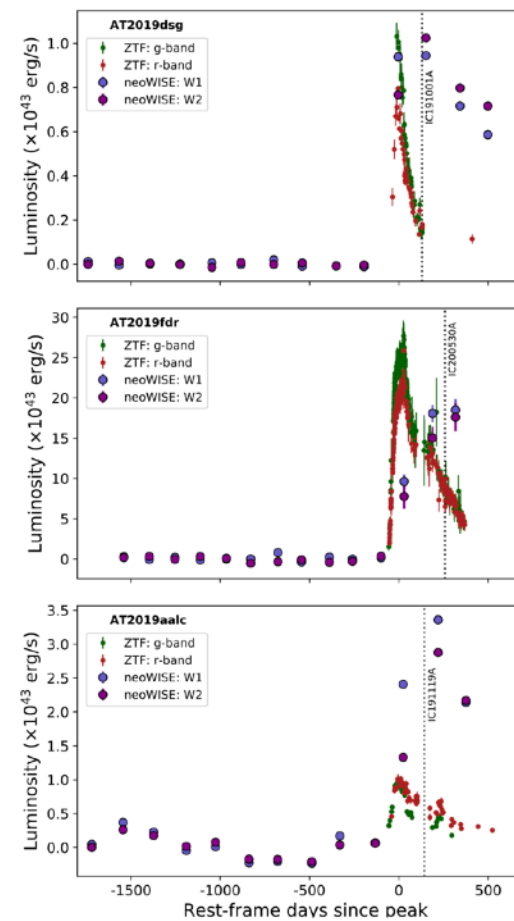 AT2019dsg
ZTF: g-band
ZTF: r-band
neoWISE: W1
neoWISE: W2
IC191001A
Luminosity (×10⁴³ erg/s)
1.0
0.8
0.6
0.4
0.2
0.0
AT2019fdr
ZTF: g-band
ZTF: r-band
neoWISE: W1
neoWISE: W2
IC200530A
Luminosity (×10⁴³ erg/s)
30
25
20
15
10
5
0
AT2019aalc
ZTF: g-band
ZTF: r-band
neoWISE: W1
neoWISE: W2
IC191119A
Luminosity (×10⁴³ erg/s)
3.5
3.0
2.5
2.0
1.5
1.0
0.5
0.0
-1500 -1000 -500 0 500
Rest-frame days since peak